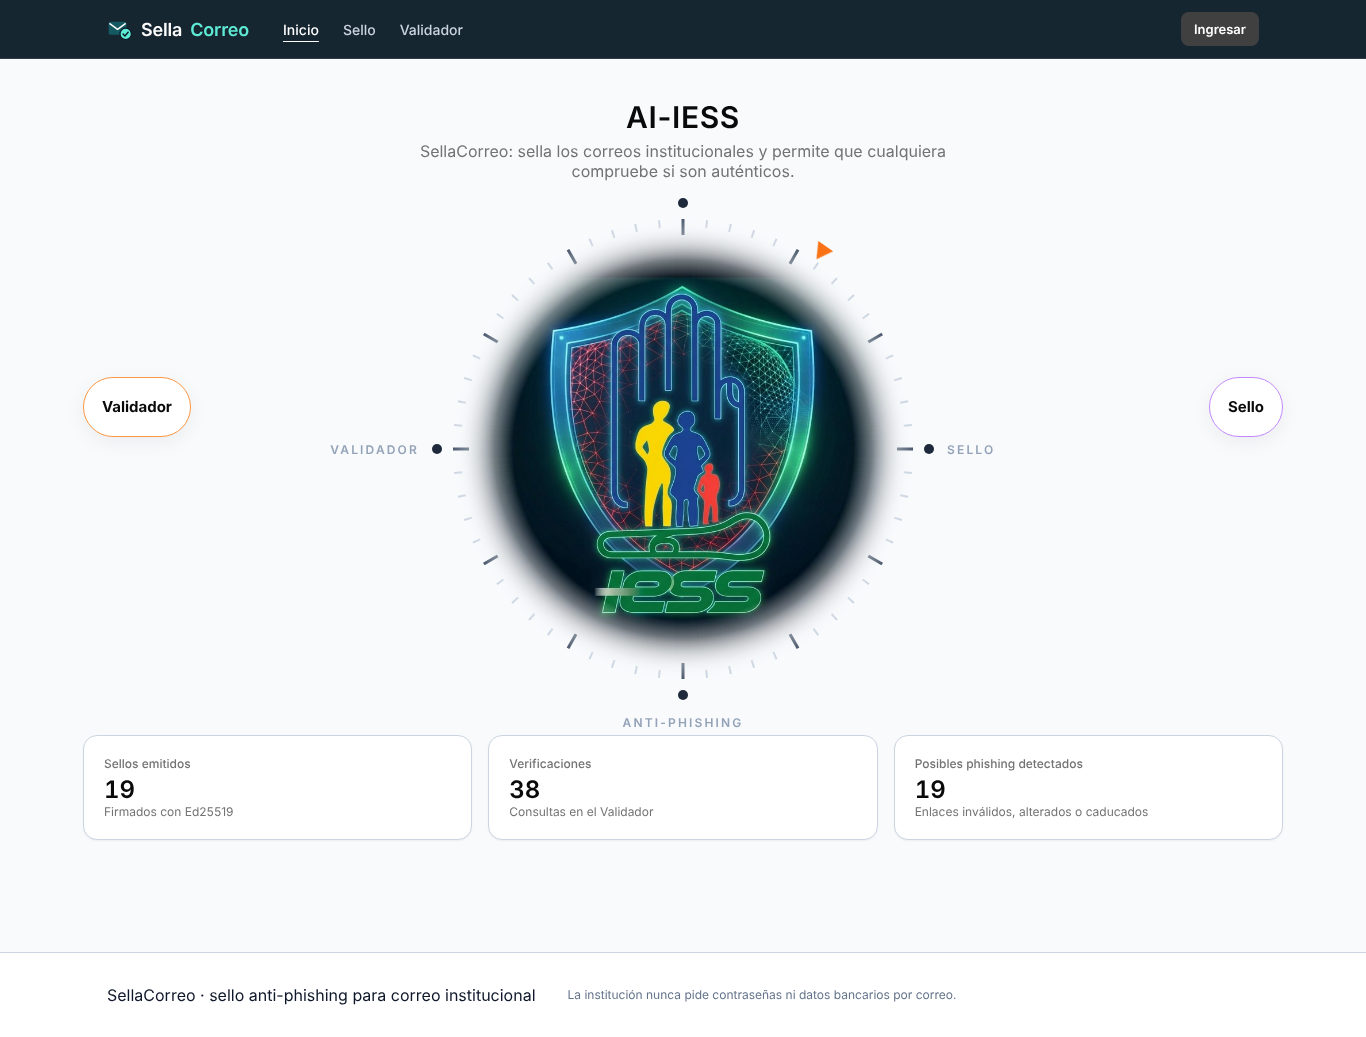 Sella Correo
Inicio
Sello
Validador
Ingresar
AI-IESS
SellaCorreo: sella los correos institucionales y permite que cualquiera
compruebe si son auténticos.
Validador
Sello
VALIDADOR
SELLO
IESS
ANTI-PHISHING
Sellos emitidos
19
Firmados con Ed25519
Verificaciones
38
Consultas en el Validador
Posibles phishing detectados
19
Enlaces inválidos, alterados o caducados
SellaCorreo · sello anti-phishing para correo institucional
La institución nunca pide contraseñas ni datos bancarios por correo.